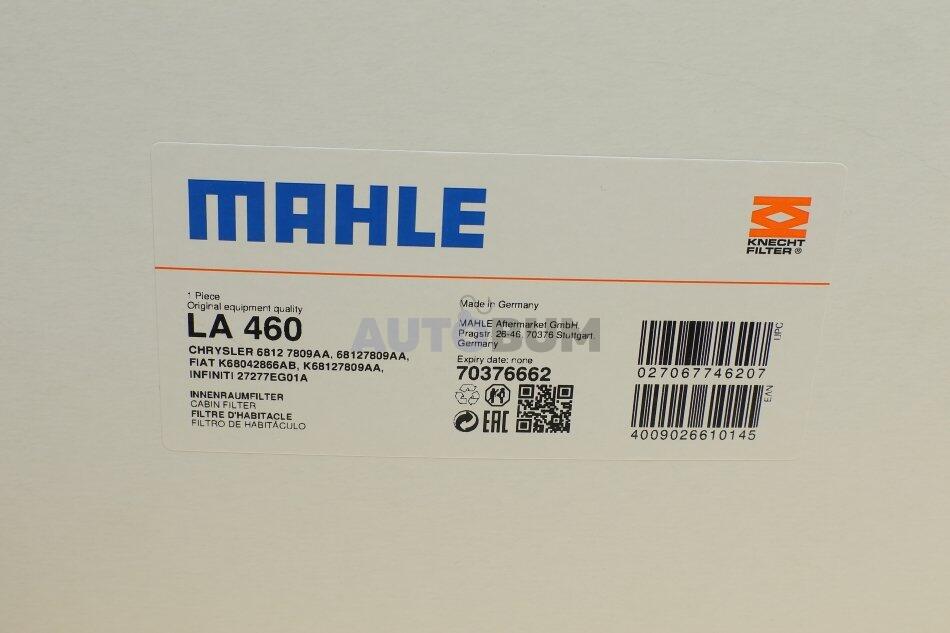 MAHLE
KNECHT
FILTER®
1 Piece
Original equipment quality
LA 460
CHRYSLER 6812 7809AA, 68127809AA,
FIAT K68042866AB, K68127809AA,
INFINITI 27277EG01A
INNENRAUMFILTER
CABIN FILTER
FILTRE D'HABITACLE
FILTRO DE HABITÁCULO
Made in Germany
MAHLE Aftermarket GmbH,
Pragstr. 26-46, 70376 Stuttgart,
Germany
Expiry date: none
70376662
EAC
AUTOBUM
UPC
027067746207
EAN
4009026610145